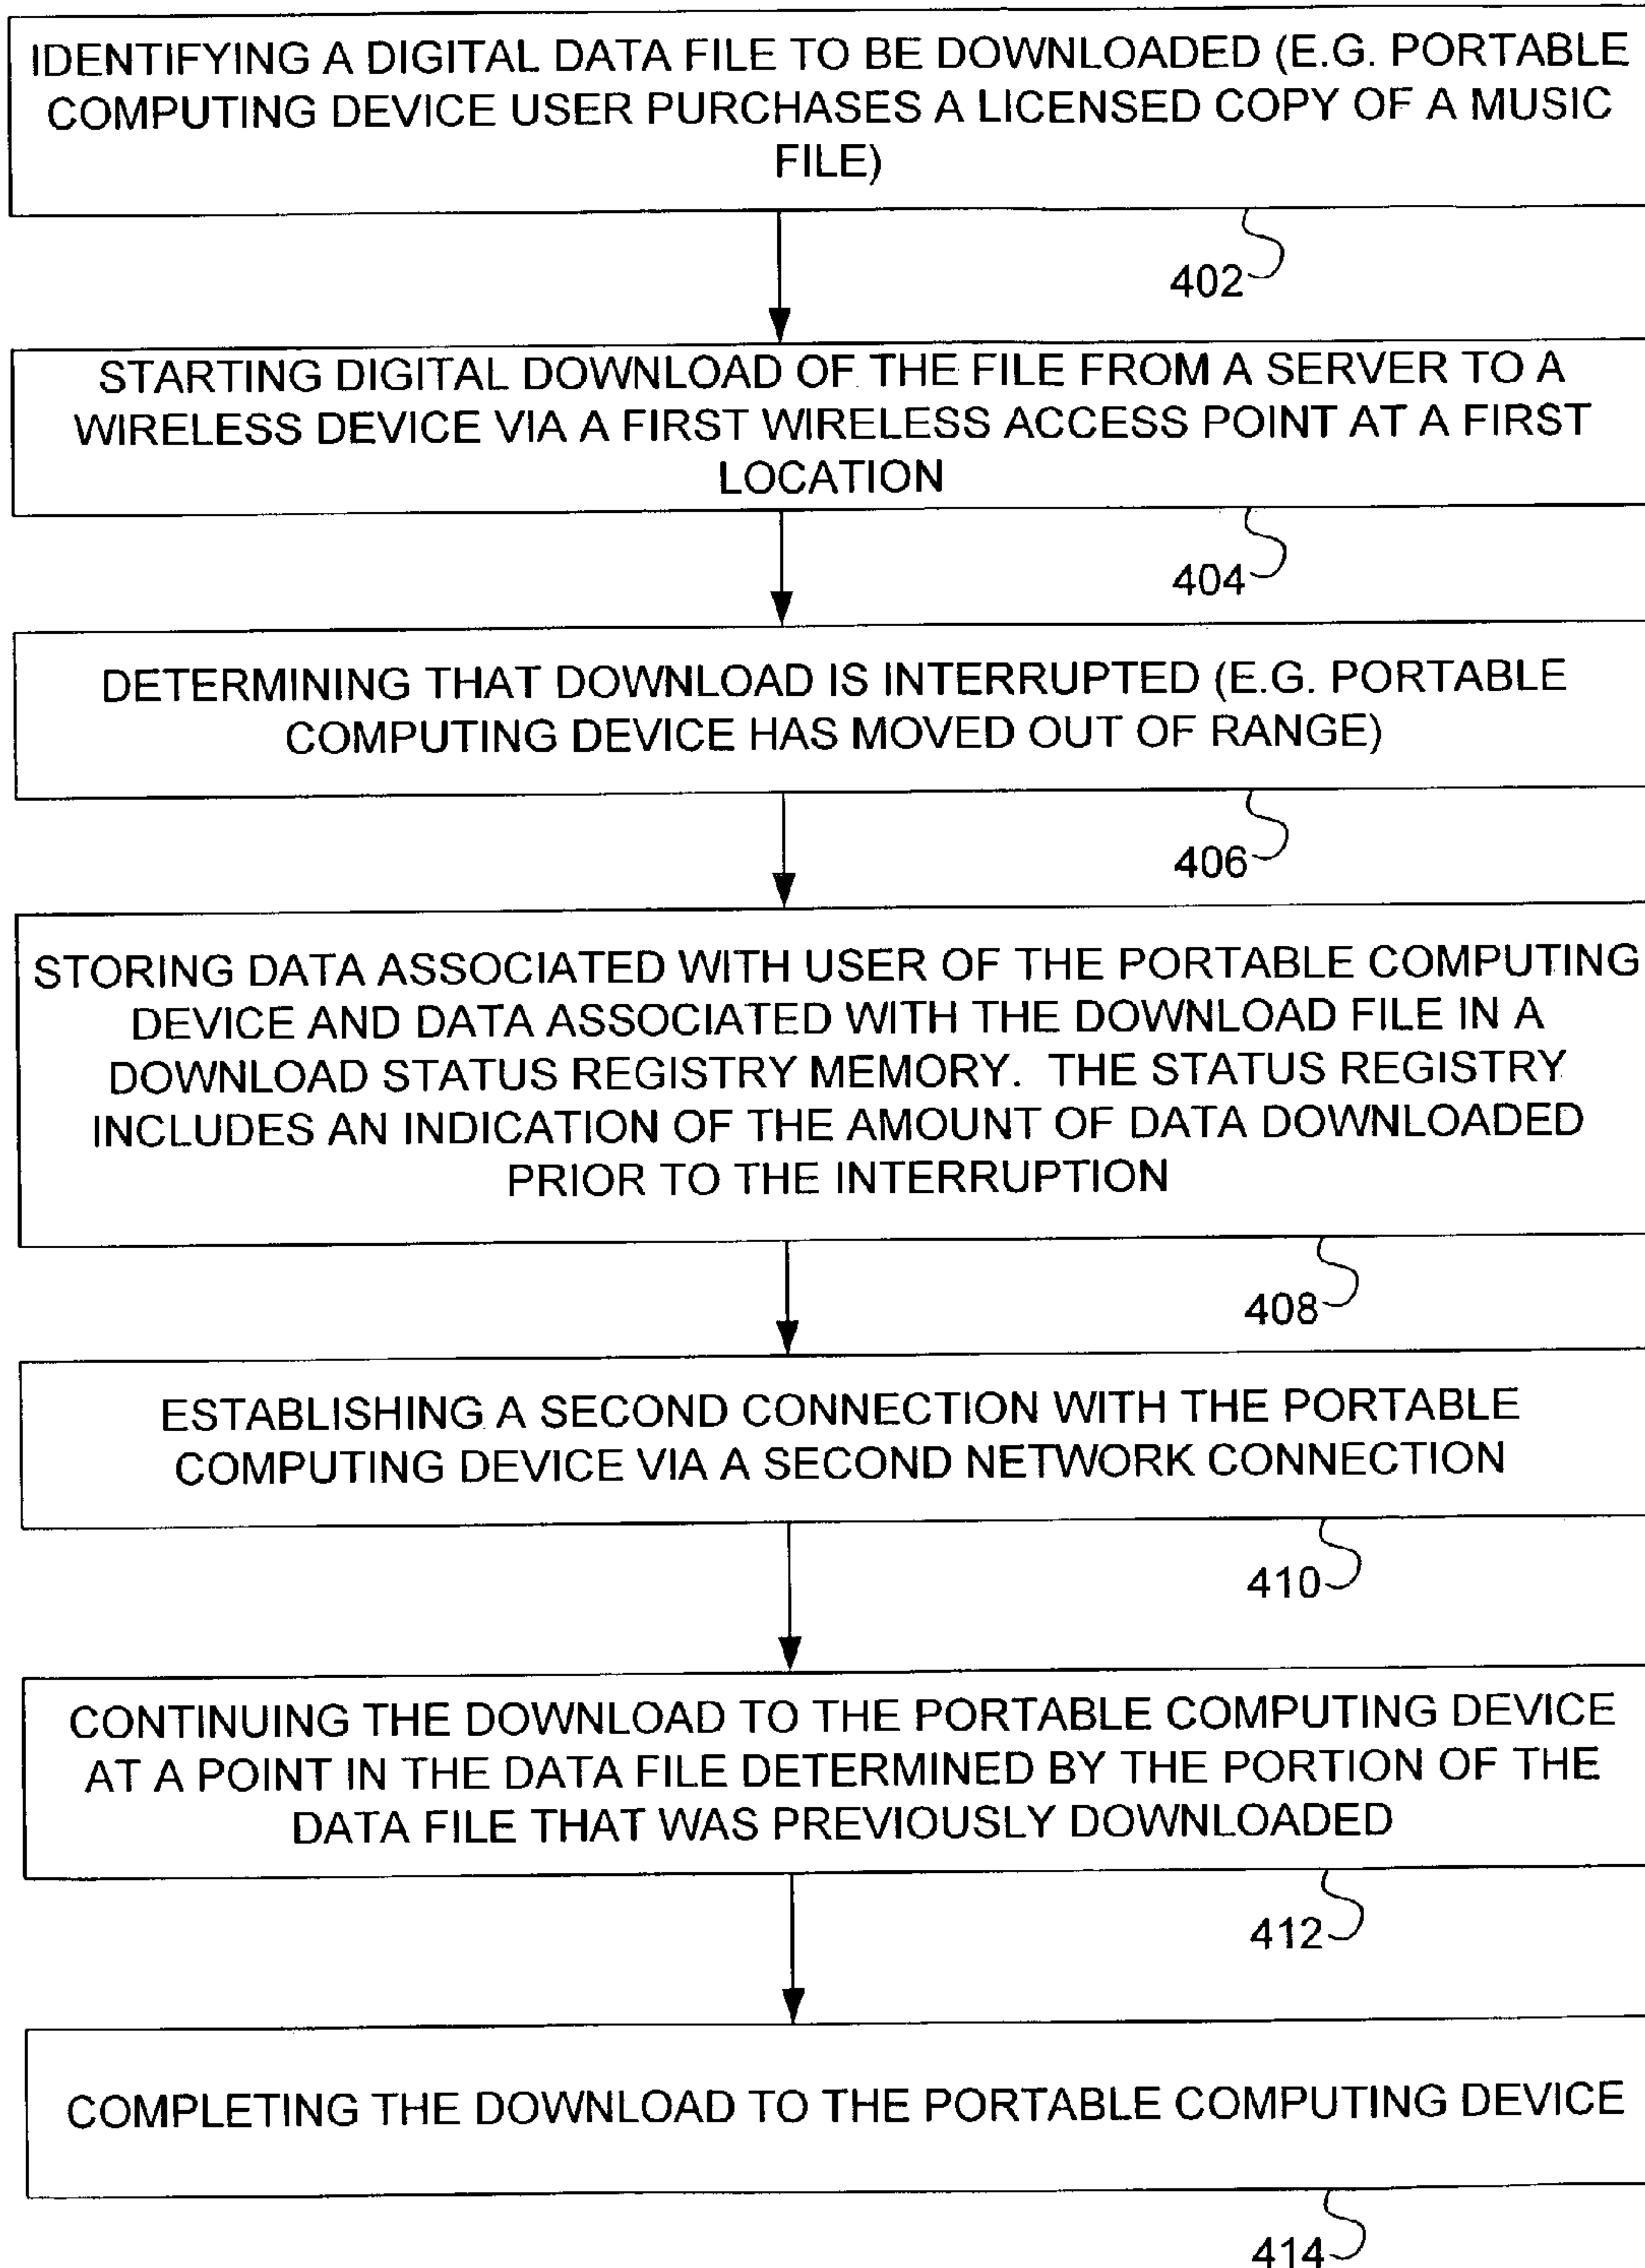 IDENTIFYING A DIGITAL DATA FILE TO BE DOWNLOADED (E.G. PORTABLE
COMPUTING DEVICE USER PURCHASES A LICENSED COPY OF A MUSIC
FILE)
402
STARTING DIGITAL DOWNLOAD OF THE FILE FROM A SERVER TO A
WIRELESS DEVICE VIA A FIRST WIRELESS ACCESS POINT AT A FIRST
LOCATION
404
DETERMINING THAT DOWNLOAD IS INTERRUPTED (E.G. PORTABLE
COMPUTING DEVICE HAS MOVED OUT OF RANGE)
406
STORING DATA ASSOCIATED WITH USER OF THE PORTABLE COMPUTING
DEVICE AND DATA ASSOCIATED WITH THE DOWNLOAD FILE IN A
DOWNLOAD STATUS REGISTRY MEMORY. THE STATUS REGISTRY
INCLUDES AN INDICATION OF THE AMOUNT OF DATA DOWNLOADED
PRIOR TO THE INTERRUPTION
408
ESTABLISHING A SECOND CONNECTION WITH THE PORTABLE
COMPUTING DEVICE VIA A SECOND NETWORK CONNECTION
410
CONTINUING THE DOWNLOAD TO THE PORTABLE COMPUTING DEVICE
AT A POINT IN THE DATA FILE DETERMINED BY THE PORTION OF THE
DATA FILE THAT WAS PREVIOUSLY DOWNLOADED
412
COMPLETING THE DOWNLOAD TO THE PORTABLE COMPUTING DEVICE
414